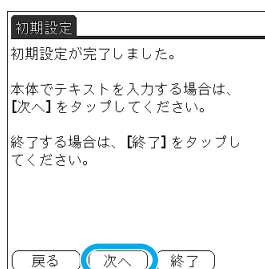 初期設定
初期設定が完了しました。
本体でテキストを入力する場合は、
【次へ】をタップしてください。
終了する場合は、【終了】をタップし
てください。
戻る 次へ 終了